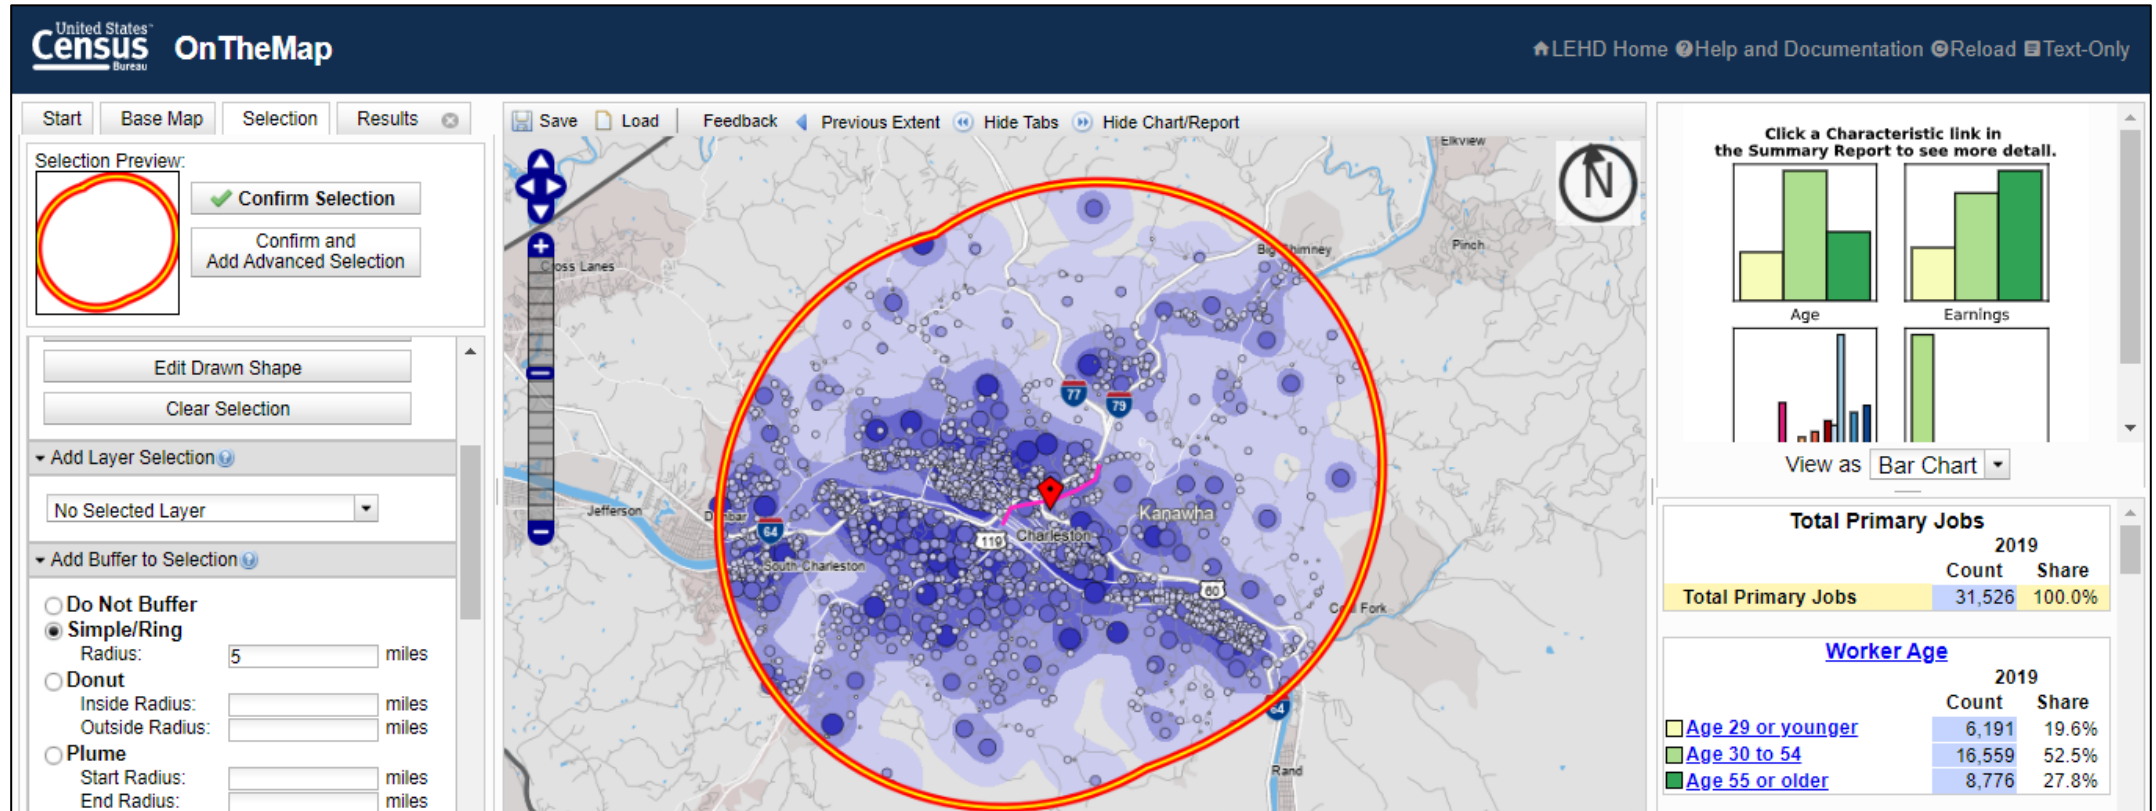 United States™
Census
Bureau
OnTheMap
LEHD Home Help and Documentation Reload Text-Only
Start Base Map Selection Results
Save Load Feedback Previous Extent Hide Tabs Hide Chart/Report
Selection Preview:
Confirm Selection
Confirm and
Add Advanced Selection
Edit Drawn Shape
Clear Selection
Add Layer Selection
No Selected Layer
Add Buffer to Selection
Do Not Buffer
Simple/Ring
Radius: 5 miles
Donut
Inside Radius: miles
Outside Radius: miles
Plume
Start Radius: miles
End Radius: miles
Elkview
N
Big Chimney
Pinch
Cross Lanes
77
79
Jefferson
Dunbar
64
Kanawha
119
Charleston
South Charleston
60
Coal Fork
64
Rand
Click a Characteristic link in
the Summary Report to see more detail.
Age Earnings
View as Bar Chart
Total Primary Jobs
2019
Count Share
Total Primary Jobs 31,526 100.0%
Worker Age
2019
Count Share
Age 29 or younger 6,191 19.6%
Age 30 to 54 16,559 52.5%
Age 55 or older 8,776 27.8%